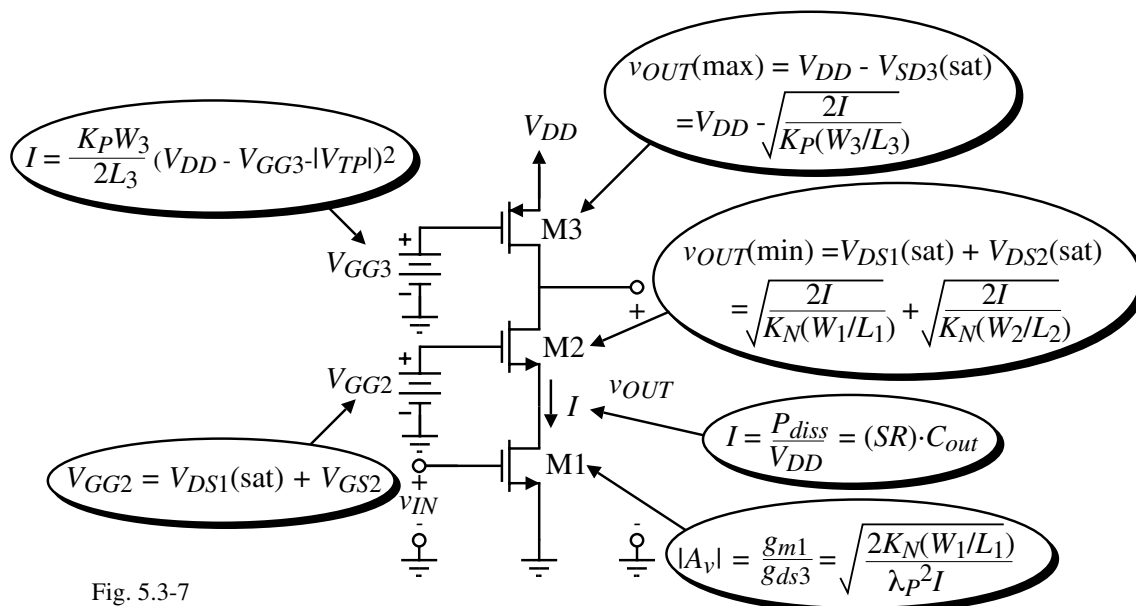 v_OUT(max) = V_DD - V_SD3(sat)
=V_DD - √(2I / K_P(W_3/L_3))
V_DD
I = K_P W_3 / 2L_3 (V_DD - V_GG3-|V_TP|)^2
M3
+
V_GG3
-
v_OUT(min) =V_DS1(sat) + V_DS2(sat)
= √(2I / K_N(W_1/L_1)) + √(2I / K_N(W_2/L_2))
+
M2
+
V_GG2
-
I
v_OUT
I = P_diss / V_DD = (SR)·C_out
V_GG2 = V_DS1(sat) + V_GS2
M1
+
v_IN
-
-
|A_v| = g_m1 / g_ds3 = √(2K_N(W_1/L_1) / λ_P^2 I)
Fig. 5.3-7